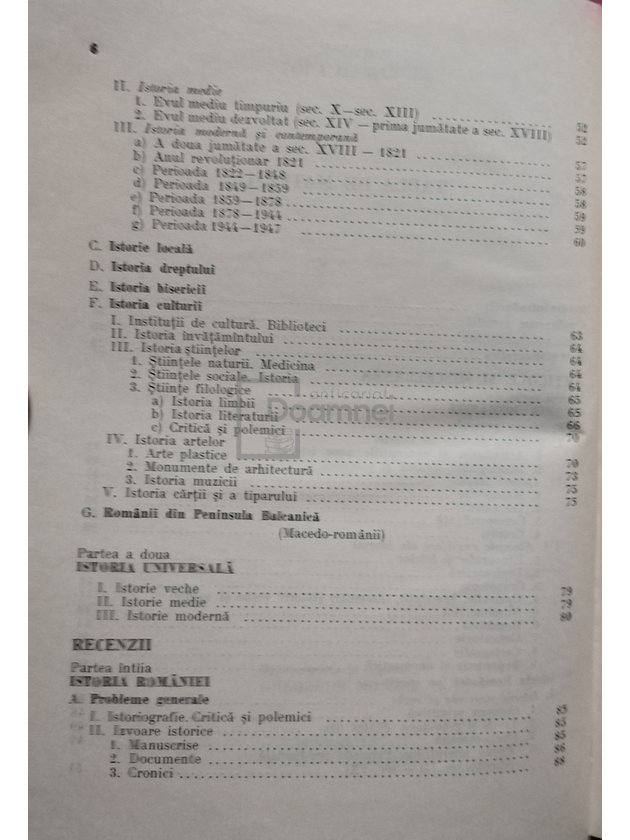 6
II. Istoria medie
1. Evul mediu timpuriu (sec. X—sec. XIII) 52
2. Evul mediu dezvoltat (sec. XIV — prima jumătate a sec. XVIII) 52
III. Istoria modernă și contemporană
a) A doua jumătate a sec. XVIII — 1821 57
b) Anul revoluționar 1821 57
c) Perioada 1822—1848 58
d) Perioada 1849—1859 58
e) Perioada 1859—1878 59
f) Perioada 1878—1944 59
g) Perioada 1944—1947 60
C. Istorie locală
D. Istoria dreptului
E. Istoria bisericii
F. Istoria culturii
I. Instituții de cultură. Biblioteci 63
II. Istoria învățămîntului 64
III. Istoria științelor 64
1. Științele naturii. Medicina 64
2. Științele sociale. Istoria 64
3. Științe filologice 65
a) Istoria limbii 65
b) Istoria literaturii 66
c) Critică și polemici 70
IV. Istoria artelor
1. Arte plastice 70
2. Monumente de arhitectură 73
3. Istoria muzicii 75
V. Istoria cărții și a tiparului 75
G. Românii din Peninsula Balcanică
(Macedo-românii)
Partea a doua
ISTORIA UNIVERSALĂ
I. Istorie veche 79
II. Istorie medie 79
III. Istorie modernă 80
RECENZII
Partea întîia
ISTORIA ROMÂNIEI
A. Probleme generale
I. Istoriografie. Critică și polemici 85
II. Izvoare istorice 85
1. Manuscrise 85
2. Documente 86
3. Cronici 88
anticariat
Doamnei